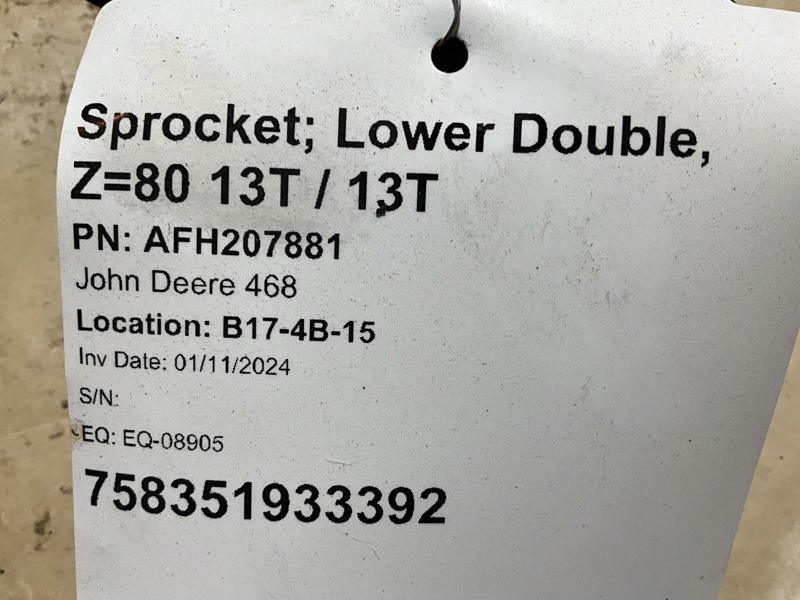 Sprocket; Lower Double,
Z=80 13T / 13T
PN: AFH207881
John Deere 468
Location: B17-4B-15
Inv Date: 01/11/2024
S/N:
EQ: EQ-08905
758351933392